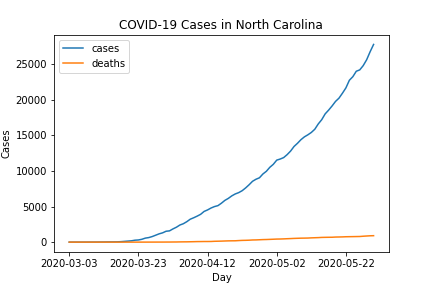 COVID-19 Cases in North Carolina
cases
deaths
25000
20000
15000
10000
5000
0
Cases
2020-03-03 2020-03-23 2020-04-12 2020-05-02 2020-05-22
Day